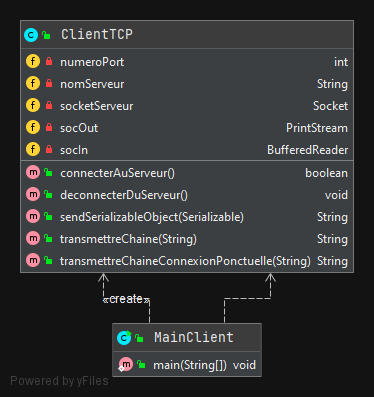 ClientTCP
numeroPort int
nomServeur String
socketServeur Socket
socOut PrintStream
socIn BufferedReader
connecterAuServeur() boolean
deconnecterDuServeur() void
sendSerializableObject(Serializable) String
transmettreChaine(String) String
transmettreChaineConnexionPonctuelle(String) String
«create»
MainClient
main(String[]) void
Powered by yFiles